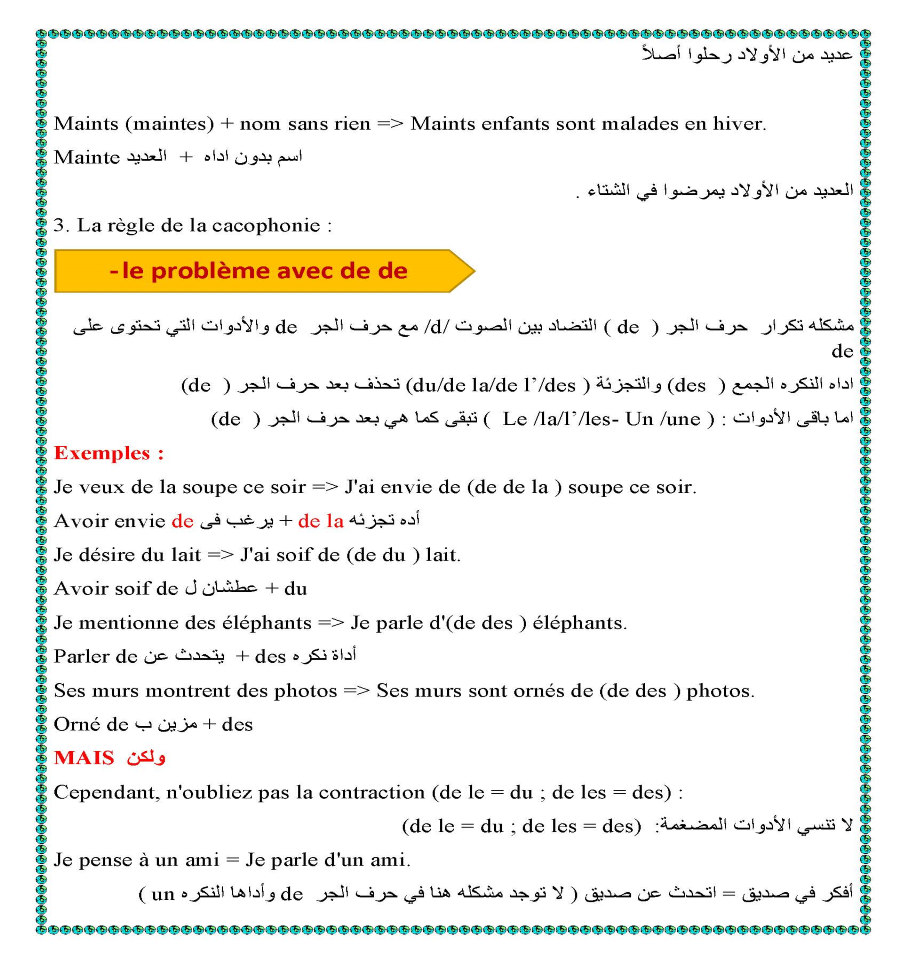 عديد من الأولاد رحلوا أصلاً
Maints (maintes) + nom sans rien => Maints enfants sont malades en hiver.
Mainte العديد + اسم بدون اداه
العديد من الأولاد يمرضوا في الشتاء .
3. La règle de la cacophonie :
-le problème avec de de
مشكله تكرار حرف الجر ( de ) التضاد بين الصوت /d/ مع حرف الجر de والأدوات التي تحتوى على
de
اداه النكره الجمع ( des) والتجزئة ( du/de la/de l’/des) تحذف بعد حرف الجر ( de)
اما باقى الأدوات : ( Le /la/l’/les- Un /une ) تبقى كما هي بعد حرف الجر ( de)
Exemples :
Je veux de la soupe ce soir => J'ai envie de (de de la ) soupe ce soir.
Avoir envie de يرغب فى + de la أده تجزئه
Je désire du lait => J'ai soif de (de du ) lait.
Avoir soif de عطشان ل + du
Je mentionne des éléphants => Je parle d'(de des ) éléphants.
Parler de يتحدث عن + des أداة نكره
Ses murs montrent des photos => Ses murs sont ornés de (de des ) photos.
Orné de مزين ب + des
MAIS ولكن
Cependant, n'oubliez pas la contraction (de le = du ; de les = des) :
لا تنسي الأدوات المضغمة: (de le = du ; de les = des)
Je pense à un ami = Je parle d'un ami.
أفكر في صديق = اتحدث عن صديق ( لا توجد مشكله هنا في حرف الجر de وأداها النكره un )